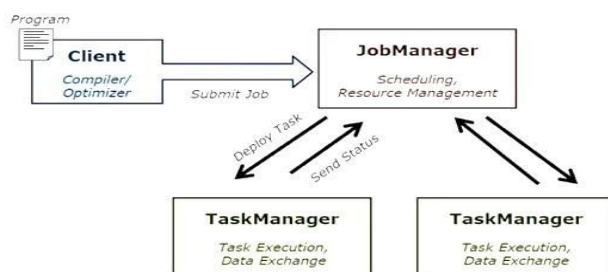 Program
Client
Compiler/
Optimizer
Submit Job
JobManager
Scheduling,
Resource Management
Deploy Task
Send Status
TaskManager
Task Execution,
Data Exchange
TaskManager
Task Execution,
Data Exchange